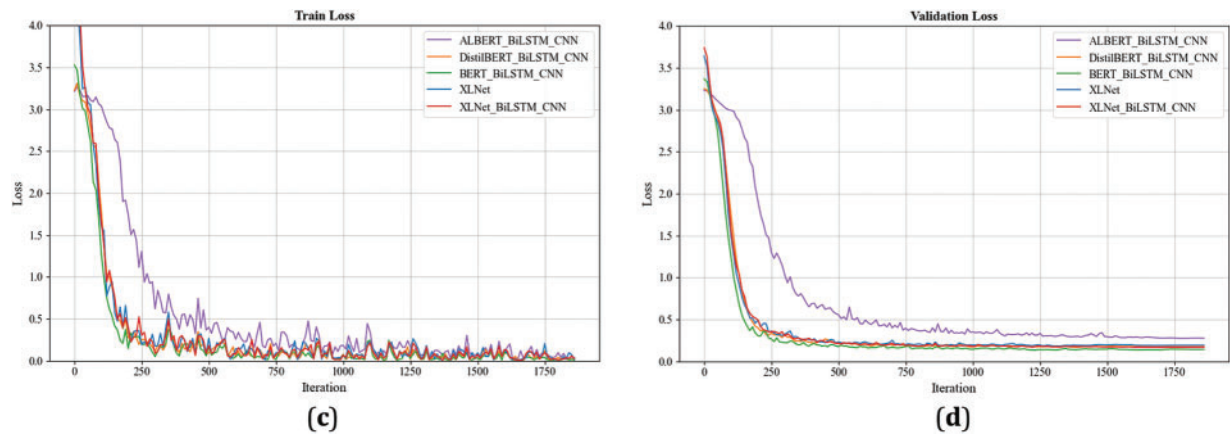 Train Loss
4.0
3.5
3.0
2.5
2.0
1.5
1.0
0.5
0.0
Loss
0
250
500
750
1000
1250
1500
1750
Iteration
ALBERT_BiLSTM_CNN
DistilBERT_BiLSTM_CNN
BERT_BiLSTM_CNN
XLNet
XLNet_BiLSTM_CNN
(c)
Validation Loss
4.0
3.5
3.0
2.5
2.0
1.5
1.0
0.5
0.0
Loss
0
250
500
750
1000
1250
1500
1750
Iteration
ALBERT_BiLSTM_CNN
DistilBERT_BiLSTM_CNN
BERT_BiLSTM_CNN
XLNet
XLNet_BiLSTM_CNN
(d)